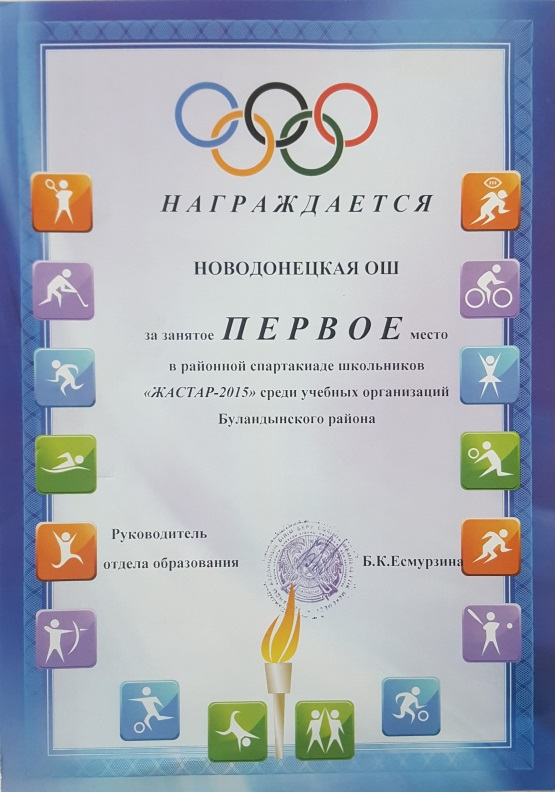 НАГРАЖДАЕТСЯ
НОВОДОНЕЦКАЯ ОШ
за занятое ПЕРВОЕ место
в районной спартакиаде школьников
«ЖАСТАР-2015» среди учебных организаций
Буландынского района
Руководитель
отдела образования Б.К.Есмурзина